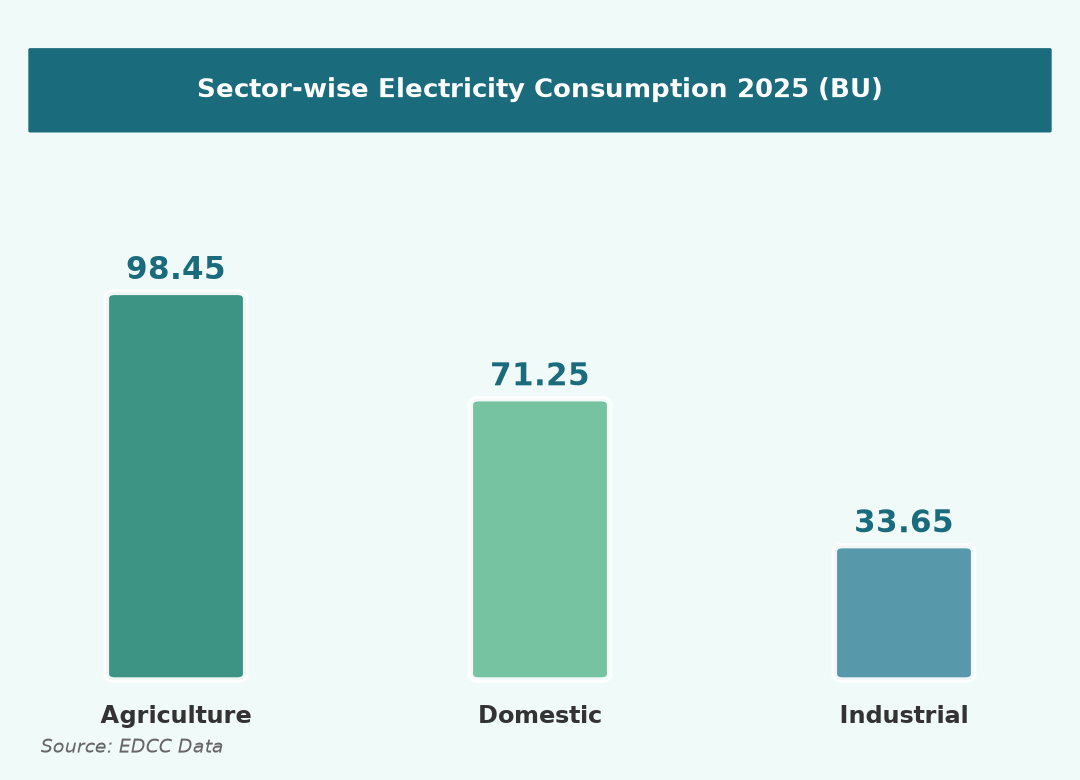 Sector-wise Electricity Consumption 2025 (BU)
98.45
71.25
33.65
Agriculture
Domestic
Industrial
Source: EDCC Data